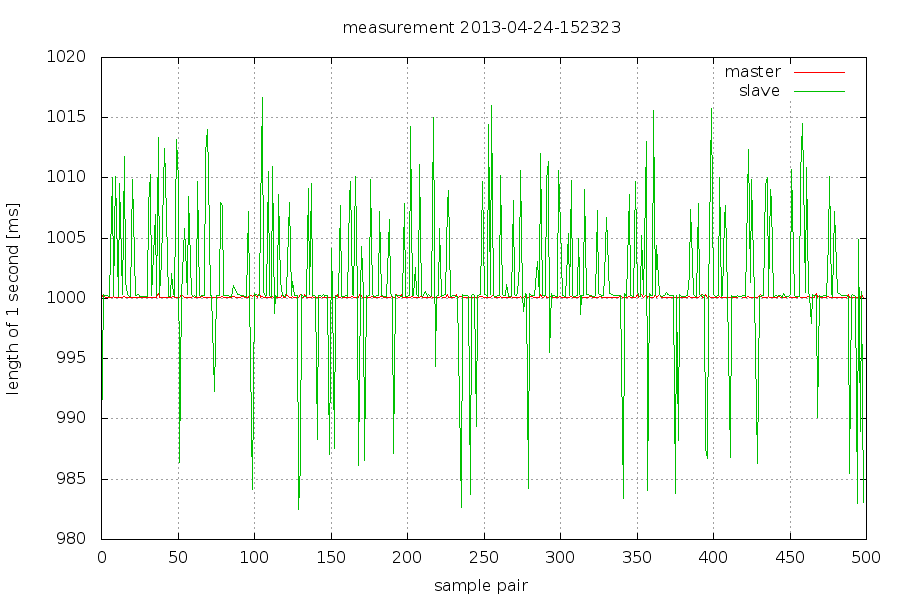 measurement 2013-04-24-152323
master
slave
length of 1 second [ms]
1020
1015
1010
1005
1000
995
990
985
980
0 50 100 150 200 250 300 350 400 450 500
sample pair